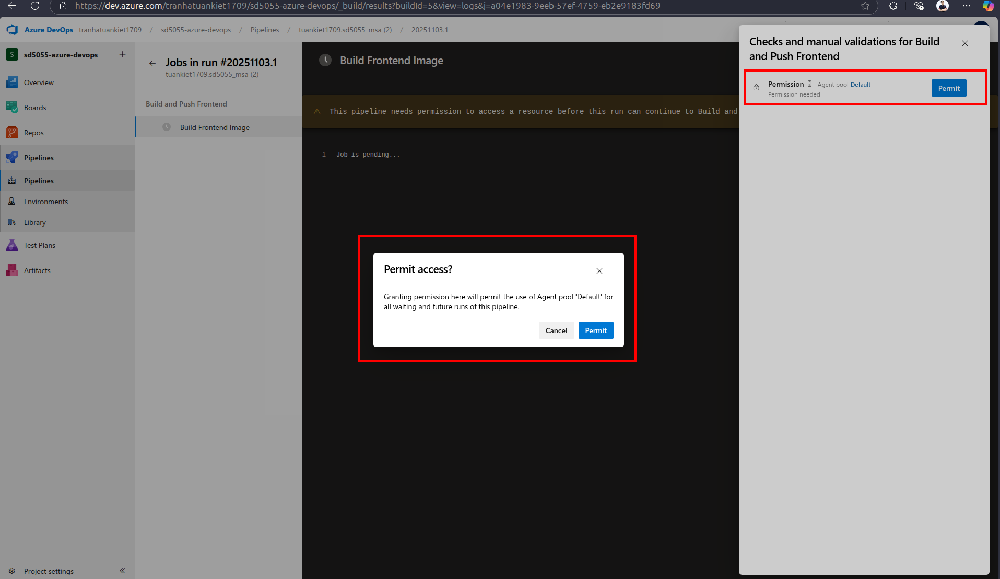 https://dev.azure.com/tranhatuankiet1709/sd5055-azure-devops/_build/results?buildId=5&view=logs&j=a04e1983-9eeb-57ef-4759-eb2e9183fd69
Azure DevOps tranhatuankiet1709 / sd5055-azure-devops / Pipelines / tuankiet1709.sd5055_msa (2) / 20251103.1
S sd5055-azure-devops
Overview
Boards
Repos
Pipelines
Pipelines
Environments
Library
Test Plans
Artifacts
Project settings
Jobs in run #20251103.1
tuankiet1709.sd5055_msa (2)
Build and Push Frontend
Build Frontend Image
Build Frontend Image
This pipeline needs permission to access a resource before this run can continue to Build and
1 Job is pending...
Permit access?
Granting permission here will permit the use of Agent pool 'Default' for
all waiting and future runs of this pipeline.
Cancel Permit
Checks and manual validations for Build
and Push Frontend
Permission Agent pool Default
Permission needed
Permit